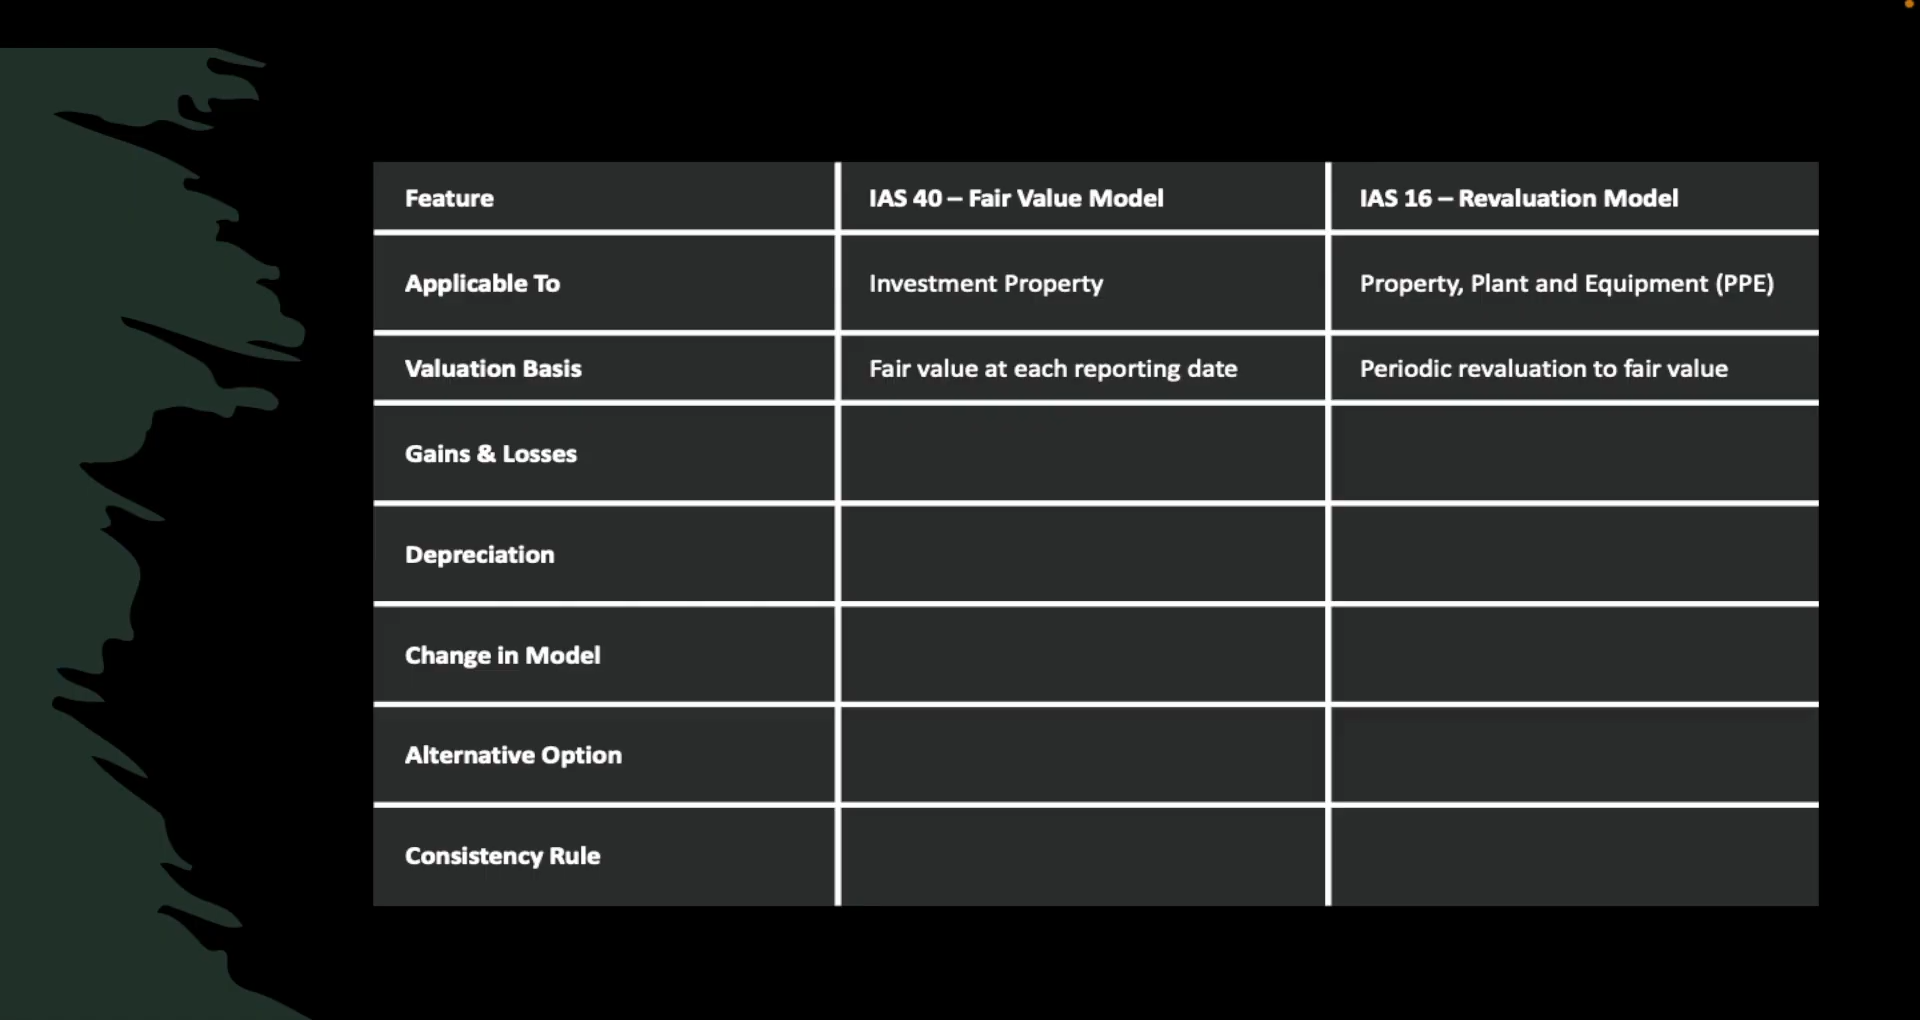 Feature
IAS 40 – Fair Value Model
IAS 16 – Revaluation Model
Applicable To
Investment Property
Property, Plant and Equipment (PPE)
Valuation Basis
Fair value at each reporting date
Periodic revaluation to fair value
Gains & Losses
Depreciation
Change in Model
Alternative Option
Consistency Rule